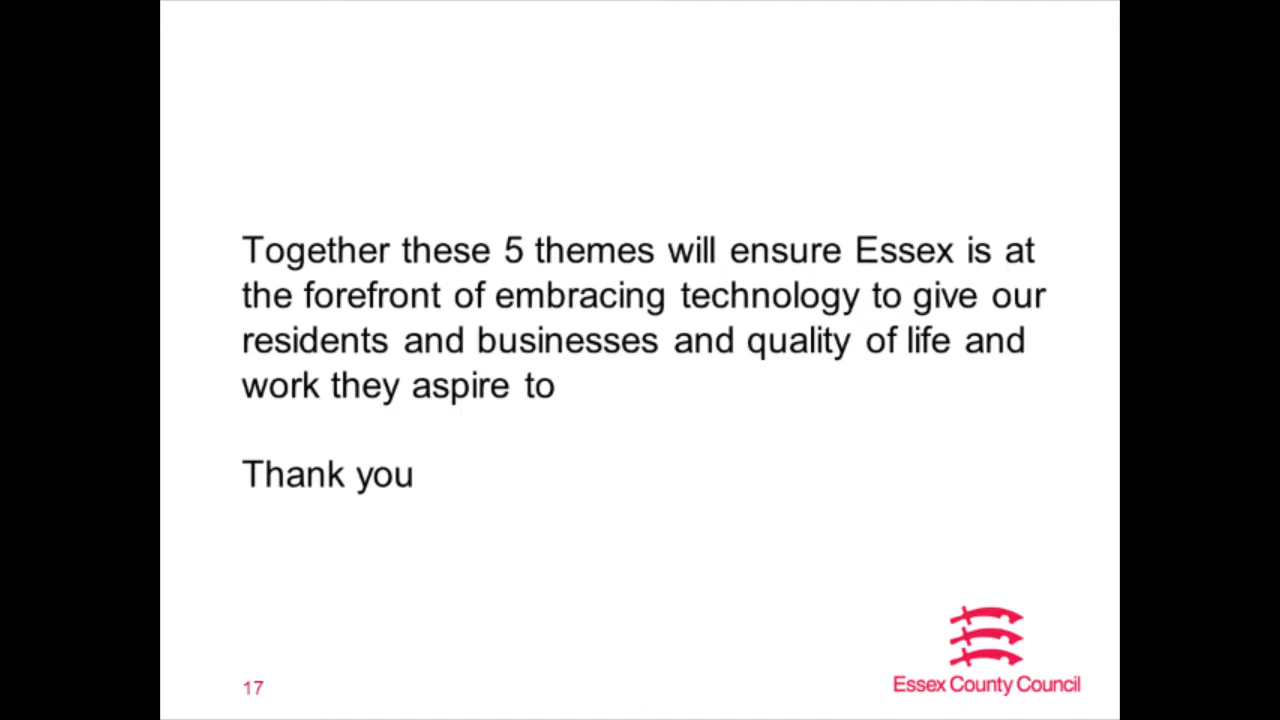 Together these 5 themes will ensure Essex is at
the forefront of embracing technology to give our
residents and businesses and quality of life and
work they aspire to
Thank you
17
Essex County Council